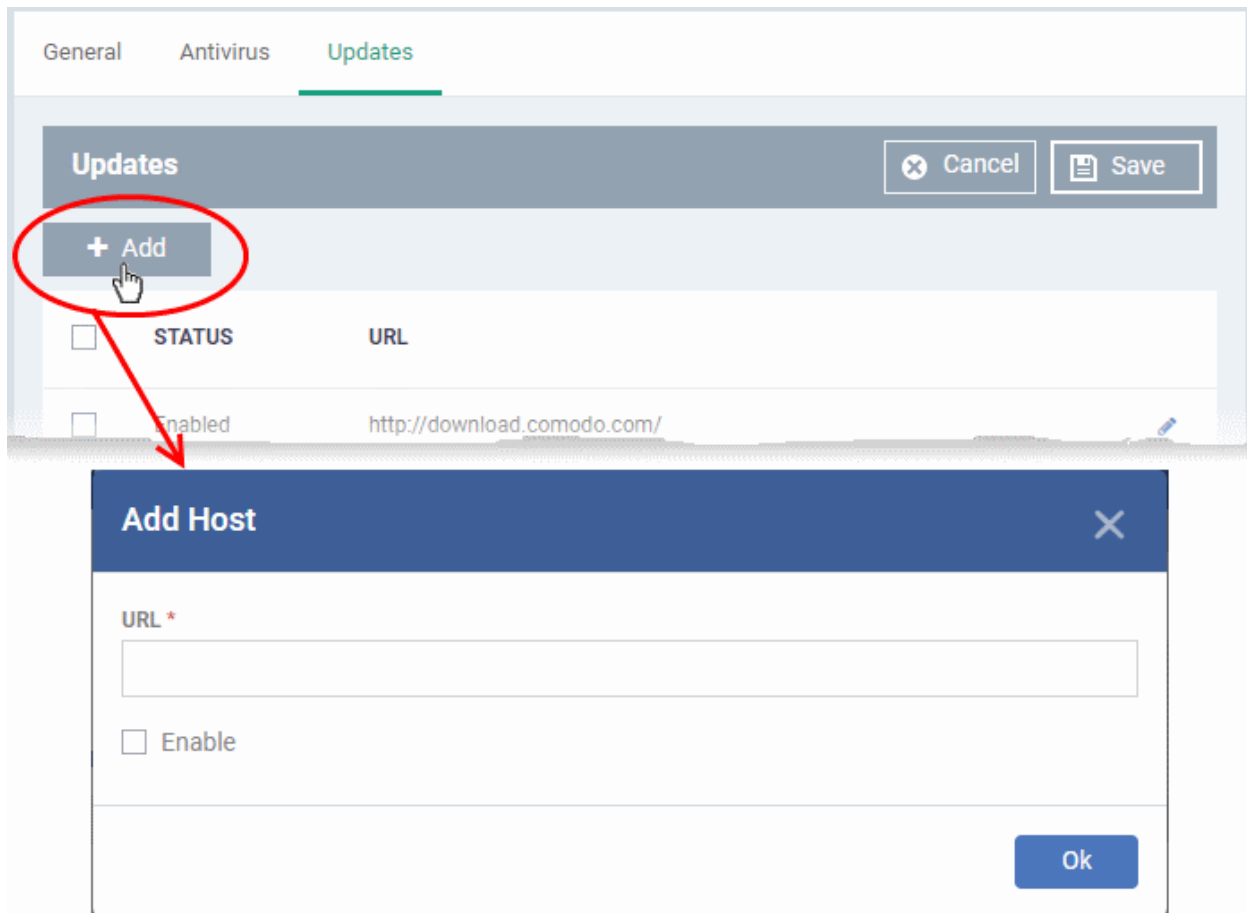 General Antivirus Updates
Updates Cancel Save
+ Add
STATUS URL
Enabled http://download.comodo.com/
Add Host
URL *
Enable
Ok